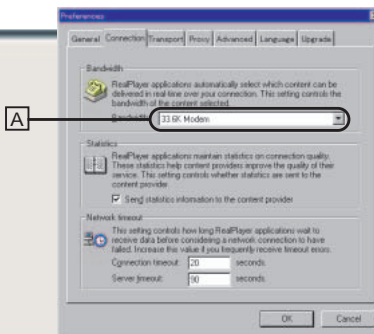 Preferences
General Connection Transport Proxy Advanced Language Upgrade
Bandwidth
RealPlayer applications automatically select which content can be
delivered in real time over your connection. This setting controls the
bandwidth of the content selected.
A
Bandwidth: 33.6K Modem
Statistics
RealPlayer applications maintain statistics on connection quality.
These statistics help content providers improve the quality of their
service. This setting controls whether statistics are sent to the
content provider.
Send statistics information to the content provider
Network timeout
This setting controls how long RealPlayer applications wait to
receive data before considering a network connection to have
failed. Increase this value if you frequently receive timeout errors.
Connection timeout: 20 seconds.
Server timeout: 90 seconds.
OK Cancel